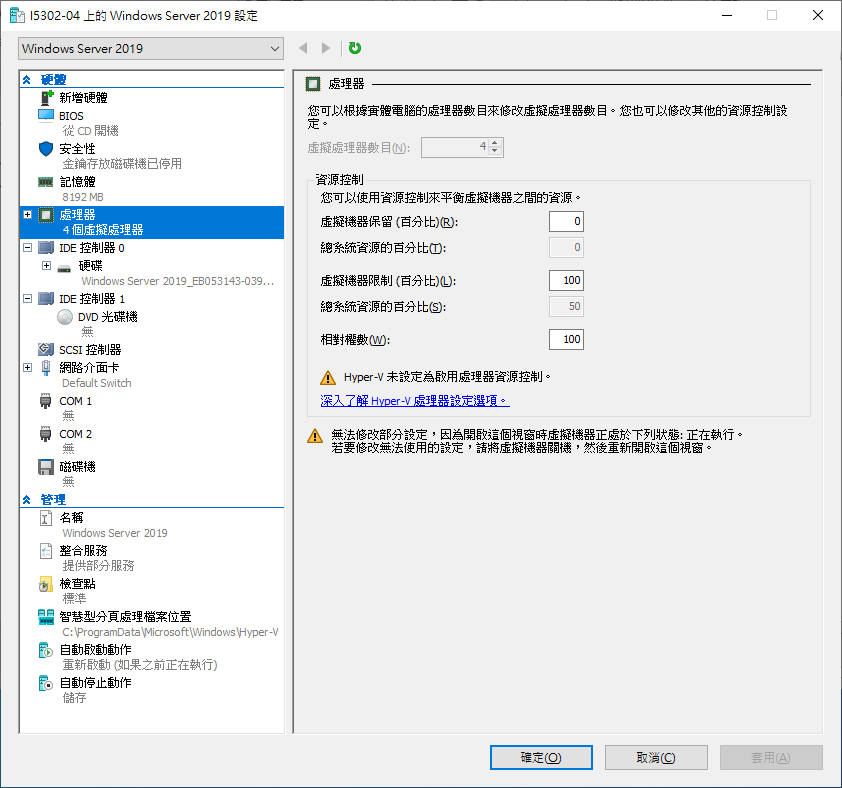 I5302-04 上的 Windows Server 2019 設定
Windows Server 2019
硬體
新增硬體
BIOS
從 CD 開機
安全性
金鑰存放磁碟機已停用
記憶體
8192 MB
處理器
4 個虛擬處理器
IDE 控制器 0
硬碟
Windows Server 2019_EB053143-039...
IDE 控制器 1
DVD 光碟機
無
SCSI 控制器
網路介面卡
Default Switch
COM 1
無
COM 2
無
磁碟機
無
管理
名稱
Windows Server 2019
整合服務
提供部分服務
檢查點
標準
智慧型分頁處理檔案位置
C:\ProgramData\Microsoft\Windows\Hyper-V
自動啟動動作
重新啟動 (如果之前正在執行)
自動停止動作
儲存
處理器
您可以根據實體電腦的處理器數目來修改虛擬處理器數目。您也可以修改其他的資源控制設
定。
虛擬處理器數目(N): 4
資源控制
您可以使用資源控制來平衡虛擬機器之間的資源。
虛擬機器保留 (百分比)(R): 0
總系統資源的百分比(T): 0
虛擬機器限制 (百分比)(L): 100
總系統資源的百分比(S): 50
相對權數(W): 100
Hyper-V 未設定為啟用處理器資源控制。
深入了解 Hyper-V 處理器設定選項。
無法修改部分設定，因為開啟這個視窗時虛擬機器正處於下列狀態: 正在執行。
若要修改無法使用的設定，請將虛擬機器關機，然後重新開啟這個視窗。
確定(O) 取消(C) 套用(A)